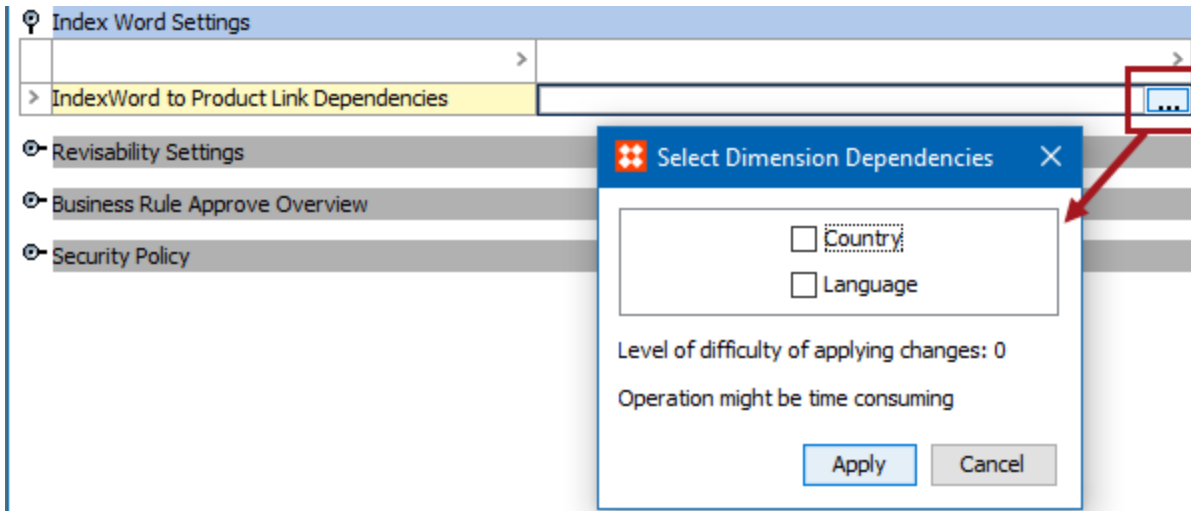 Index Word Settings
>
>
> IndexWord to Product Link Dependencies ...
Revisability Settings
Business Rule Approve Overview
Security Policy
Select Dimension Dependencies
Country
Language
Level of difficulty of applying changes: 0
Operation might be time consuming
Apply Cancel